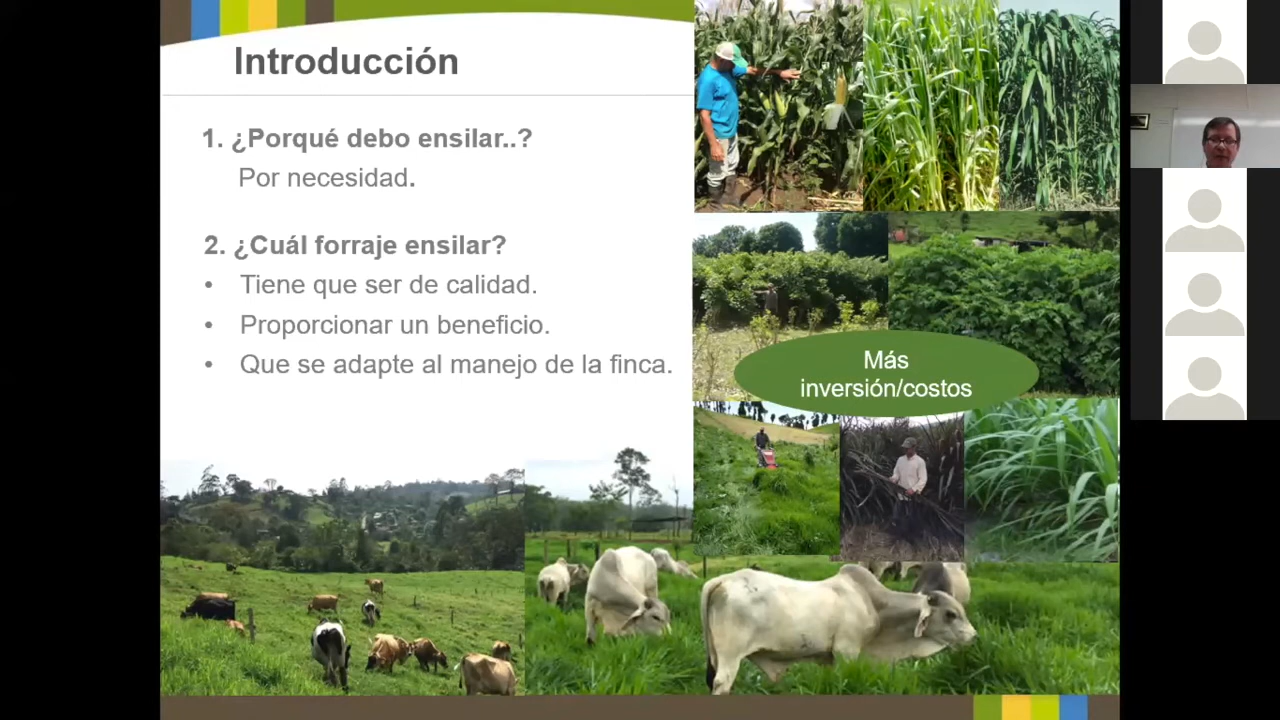 Introducción
1. ¿Porqué debo ensilar..?
Por necesidad.
2. ¿Cuál forraje ensilar?
• Tiene que ser de calidad.
• Proporcionar un beneficio.
• Que se adapte al manejo de la finca.
Más
inversión/costos